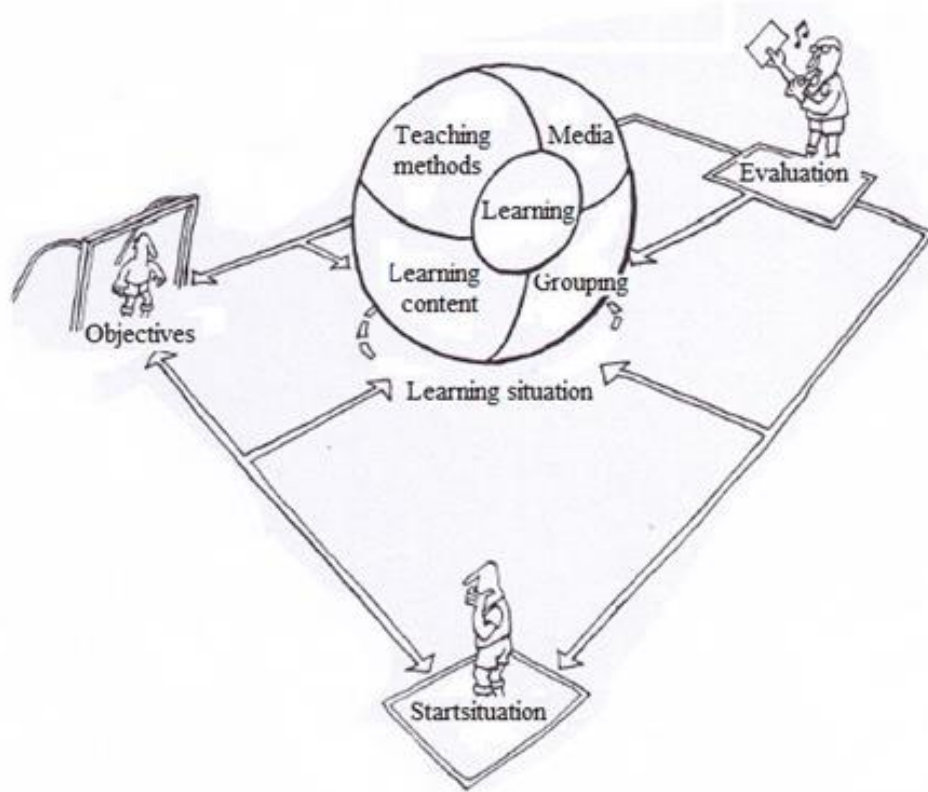 Teaching
methods
Media
Evaluation
Learning
Learning
content
Grouping
Objectives
Learning situation
Startsituation